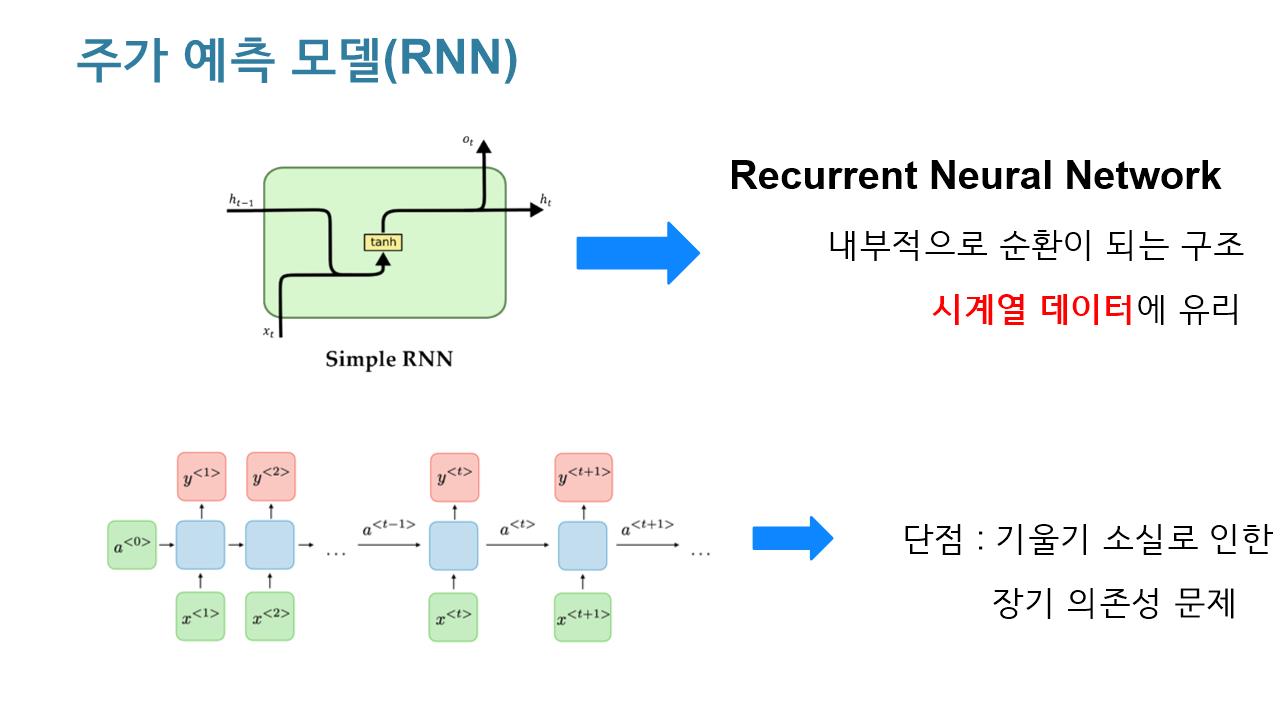 주가 예측 모델(RNN)
o_t
h_{t-1}
h_t
tanh
x_t
Simple RNN
Recurrent Neural Network
내부적으로 순환이 되는 구조
시계열 데이터에 유리
y^{<1>} y^{<2>} y^{<t>} y^{<t+1>}
a^{<0>} ... a^{<t-1>} a^{<t>} a^{<t+1>} ...
x^{<1>} x^{<2>} x^{<t>} x^{<t+1>}
단점 : 기울기 소실로 인한
장기 의존성 문제